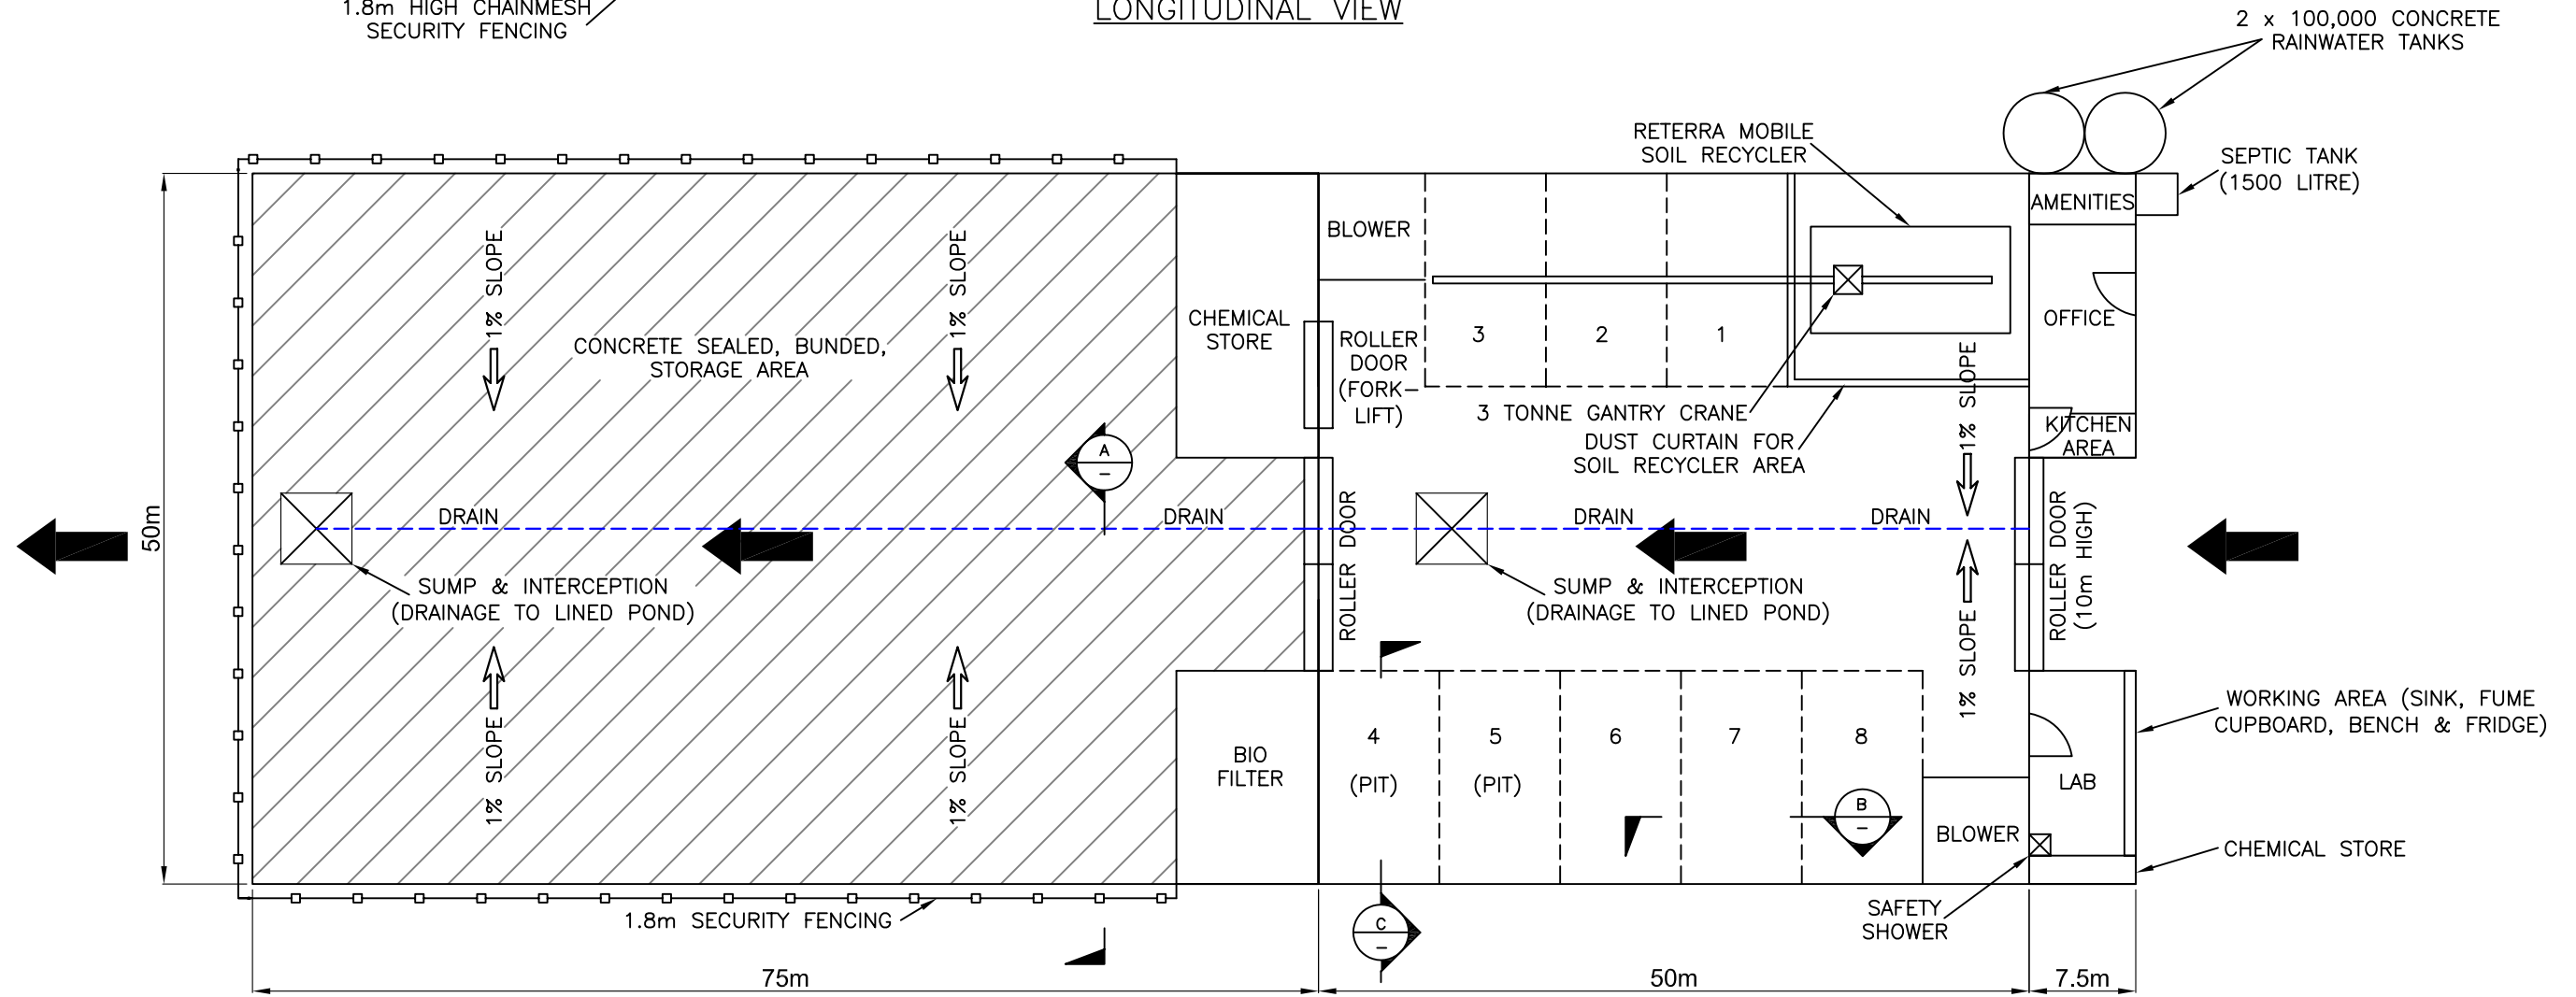 1.8m HIGH CHAINMESH
SECURITY FENCING
LONGITUDINAL VIEW
2 x 100,000 CONCRETE
RAINWATER TANKS
RETERRA MOBILE
SOIL RECYCLER
SEPTIC TANK
(1500 LITRE)
AMENITIES
BLOWER
1% SLOPE
1% SLOPE
CHEMICAL
STORE
ROLLER
DOOR
(FORK-
LIFT)
3
2
1
OFFICE
CONCRETE SEALED, BUNDED,
STORAGE AREA
3 TONNE GANTRY CRANE
DUST CURTAIN FOR
SOIL RECYCLER AREA
1% SLOPE
KITCHEN
AREA
A
-
50m
DRAIN
DRAIN
ROLLER DOOR
DRAIN
DRAIN
ROLLER DOOR
(10m HIGH)
SUMP & INTERCEPTION
(DRAINAGE TO LINED POND)
SUMP & INTERCEPTION
(DRAINAGE TO LINED POND)
1% SLOPE
1% SLOPE
1% SLOPE
BIO
FILTER
4
(PIT)
5
(PIT)
6
7
8
B
-
BLOWER
LAB
WORKING AREA (SINK, FUME
CUPBOARD, BENCH & FRIDGE)
CHEMICAL STORE
SAFETY
SHOWER
1.8m SECURITY FENCING
C
-
75m
50m
7.5m